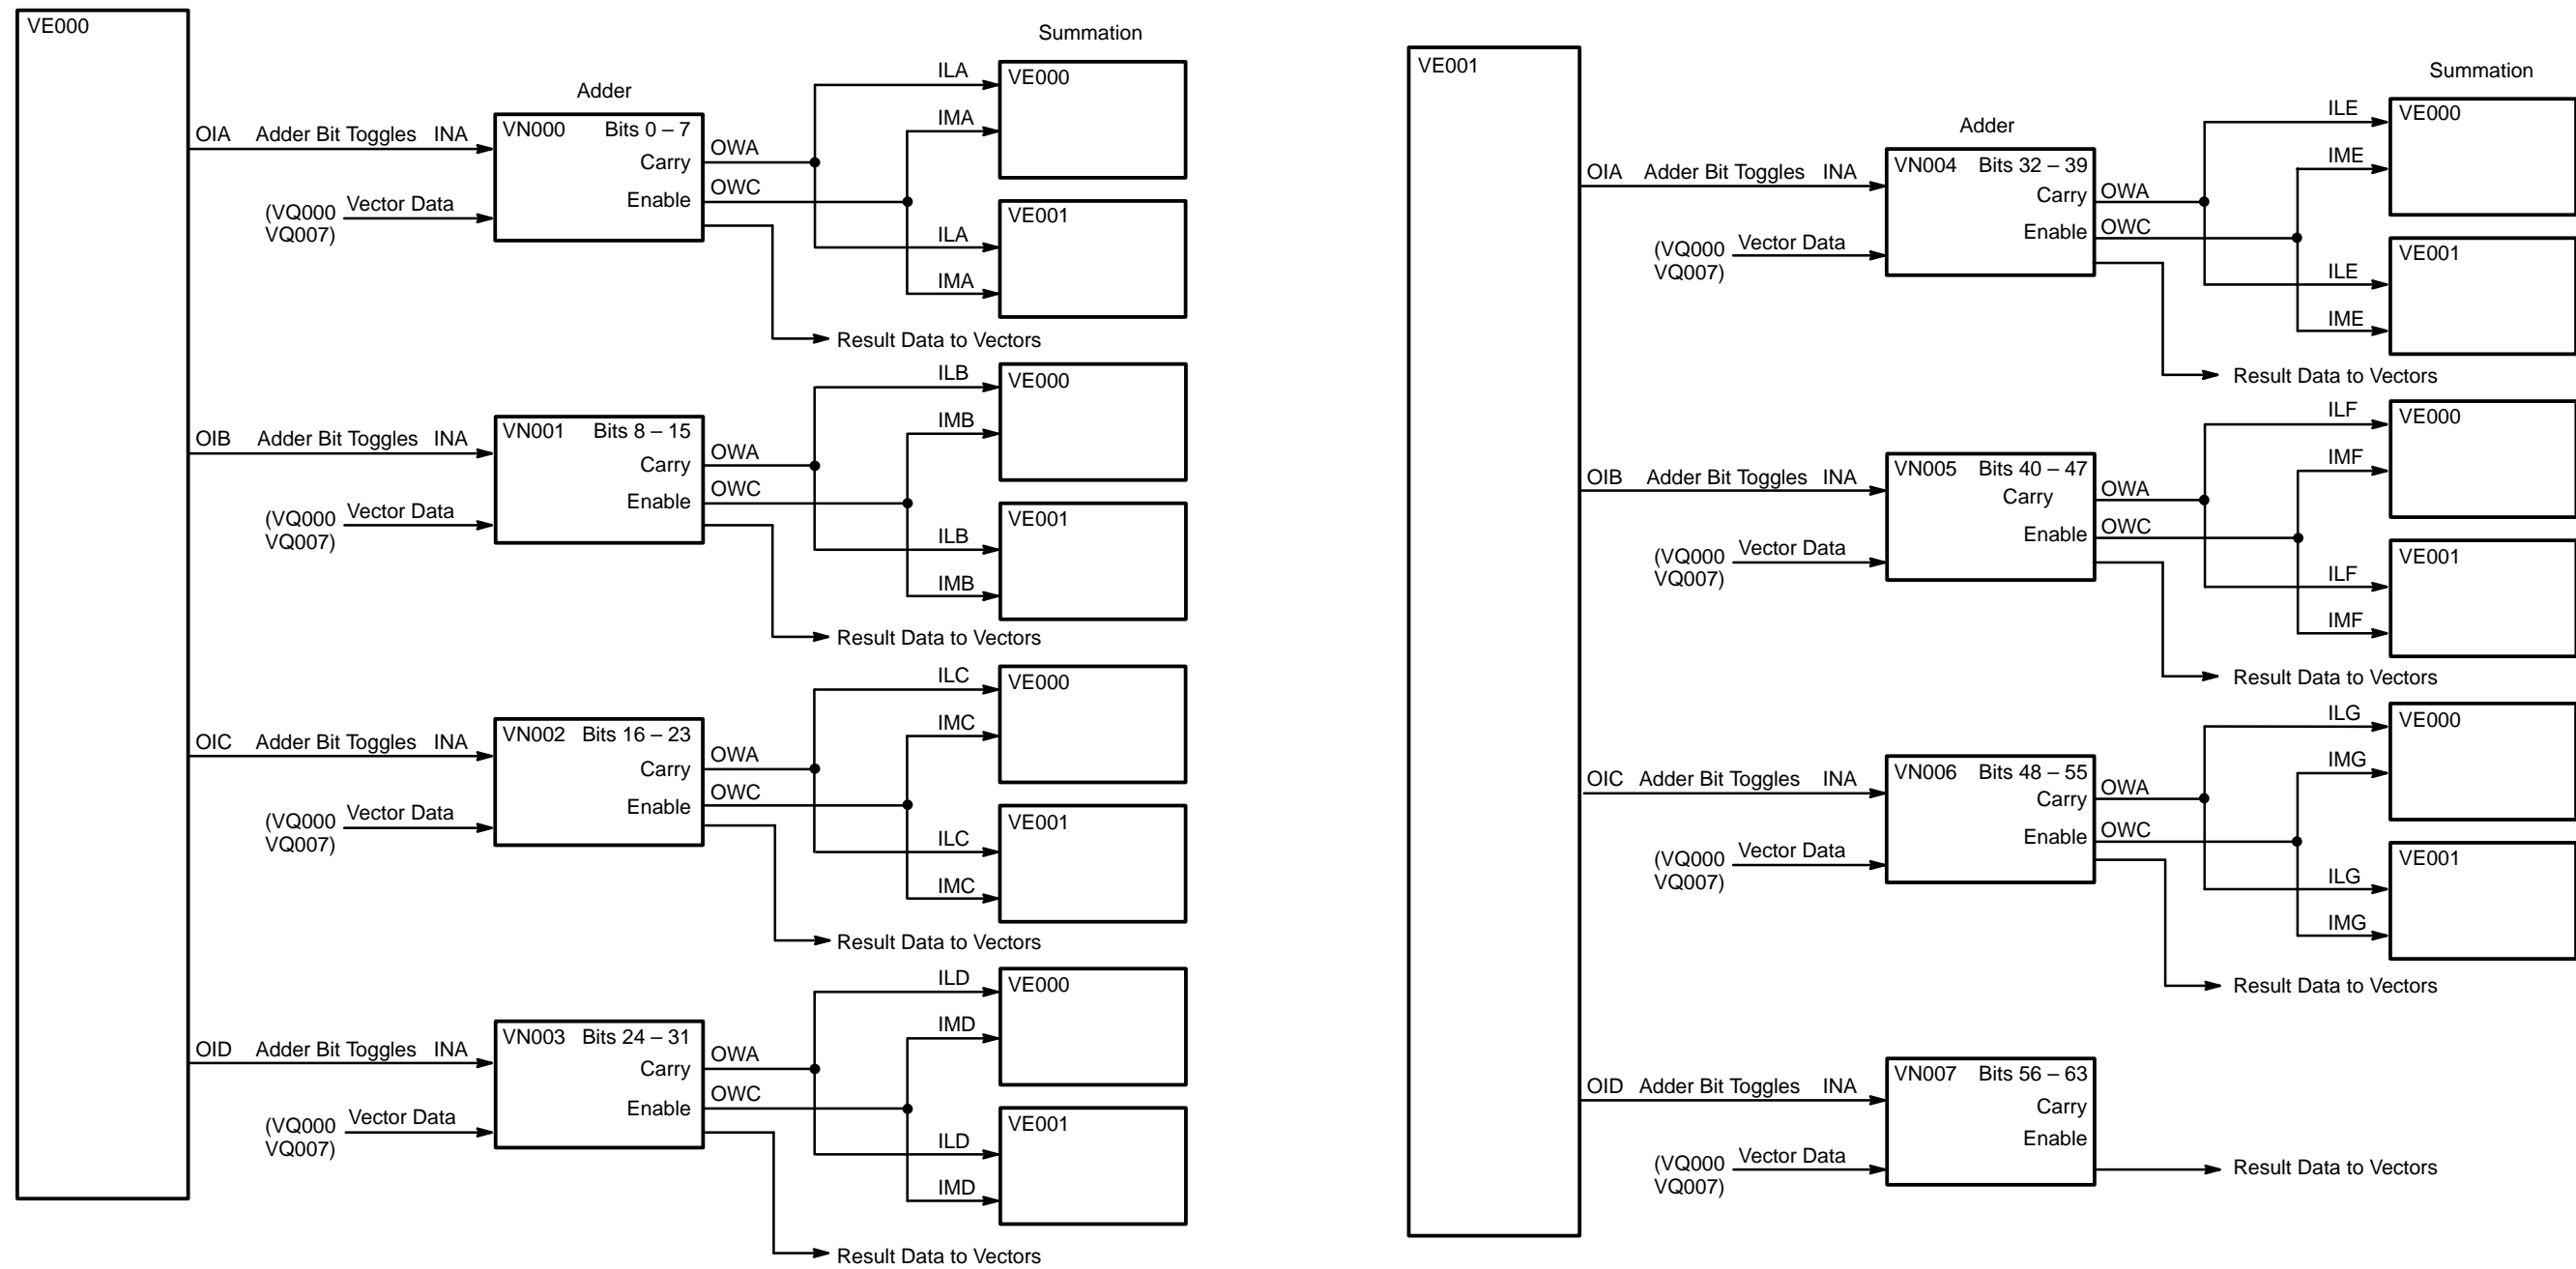 VE000
Summation
Adder
OIA Adder Bit Toggles INA
VN000 Bits 0 – 7
Carry
Enable
OWA
OWC
(VQ000 Vector Data
VQ007)
ILA
IMA
VE000
ILA
IMA
VE001
Result Data to Vectors
OIB Adder Bit Toggles INA
VN001 Bits 8 – 15
Carry
Enable
OWA
OWC
(VQ000 Vector Data
VQ007)
ILB
IMB
VE000
ILB
IMB
VE001
Result Data to Vectors
OIC Adder Bit Toggles INA
VN002 Bits 16 – 23
Carry
Enable
OWA
OWC
(VQ000 Vector Data
VQ007)
ILC
IMC
VE000
ILC
IMC
VE001
Result Data to Vectors
OID Adder Bit Toggles INA
VN003 Bits 24 – 31
Carry
Enable
OWA
OWC
(VQ000 Vector Data
VQ007)
ILD
IMD
VE000
ILD
IMD
VE001
Result Data to Vectors
VE001
Summation
Adder
OIA Adder Bit Toggles INA
VN004 Bits 32 – 39
Carry
Enable
OWA
OWC
(VQ000 Vector Data
VQ007)
ILE
IME
VE000
ILE
IME
VE001
Result Data to Vectors
OIB Adder Bit Toggles INA
VN005 Bits 40 – 47
Carry
Enable
OWA
OWC
(VQ000 Vector Data
VQ007)
ILF
IMF
VE000
ILF
IMF
VE001
Result Data to Vectors
OIC Adder Bit Toggles INA
VN006 Bits 48 – 55
Carry
Enable
OWA
OWC
(VQ000 Vector Data
VQ007)
ILG
IMG
VE000
ILG
IMG
VE001
Result Data to Vectors
OID Adder Bit Toggles INA
VN007 Bits 56 – 63
Carry
Enable
(VQ000 Vector Data
VQ007)
Result Data to Vectors